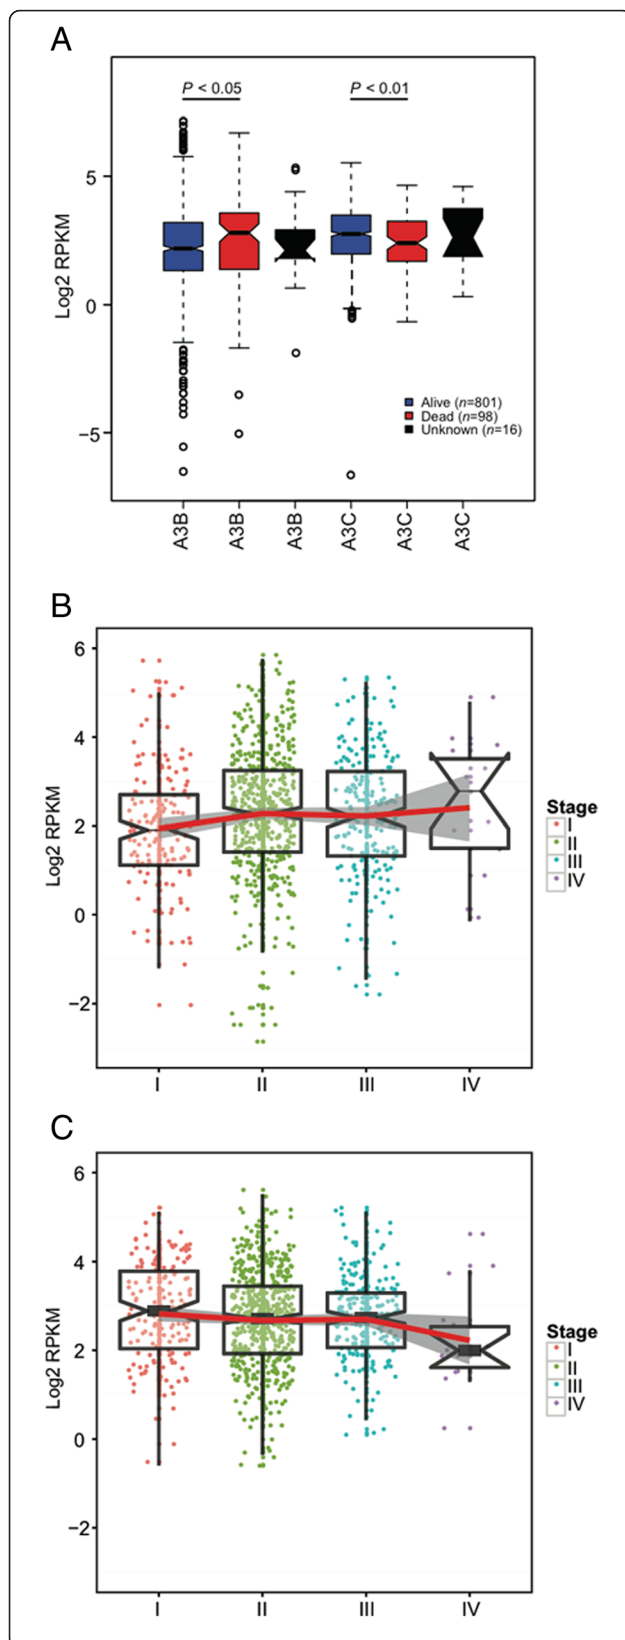 A
P < 0.05
P < 0.01
Log2 RPKM
5
0
−5
Alive (n=801)
Dead (n=98)
Unknown (n=16)
A3B
A3B
A3B
A3C
A3C
A3C
B
Log2 RPKM
6
4
2
0
−2
I
II
III
IV
Stage
I
II
III
IV
C
Log2 RPKM
6
4
2
0
−2
I
II
III
IV
Stage
I
II
III
IV